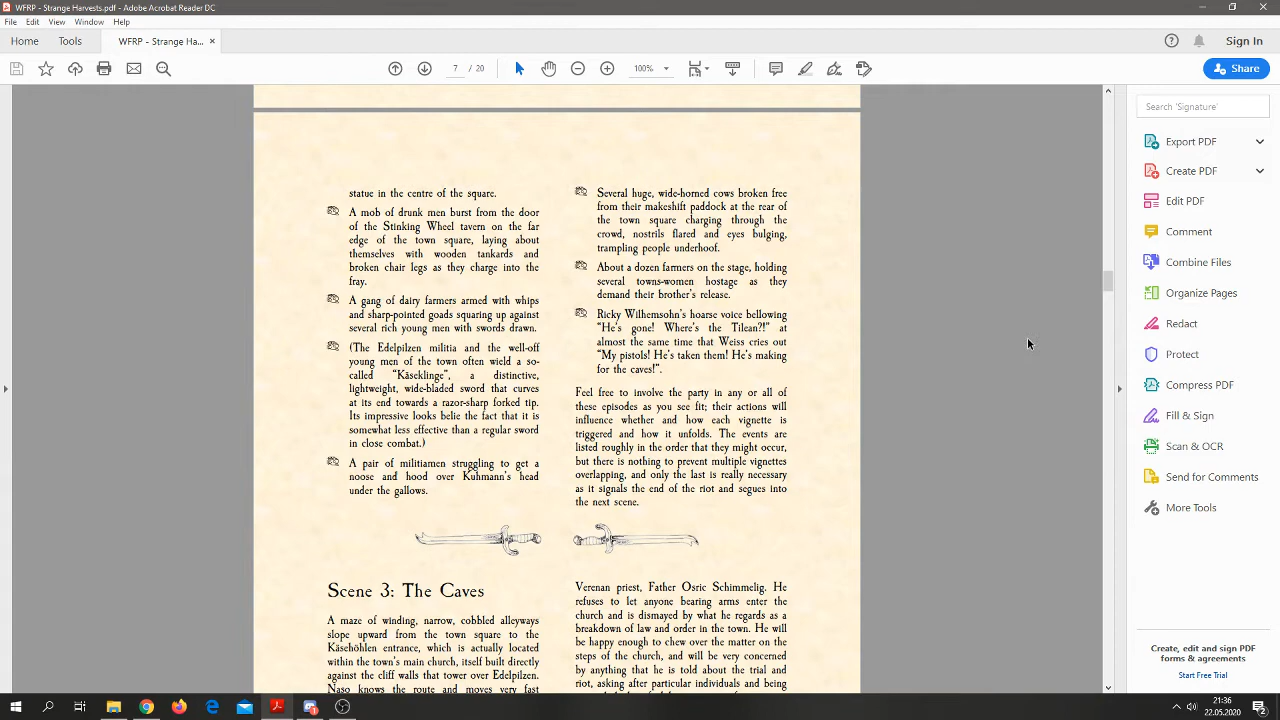 WFRP - Strange Harvests.pdf - Adobe Acrobat Reader DC
File Edit View Window Help
Home Tools WFRP - Strange Ha... ×
Sign In
7 / 20
100%
Share
statue in the centre of the square.
A mob of drunk men burst from the door
of the Stinking Wheel tavern on the far
edge of the town square, laying about
themselves with wooden tankards and
broken chair legs as they charge into the
fray.
A gang of dairy farmers armed with whips
and sharp-pointed goads squaring up against
several rich young men with swords drawn.
(The Edelpilzen militia and the well-off
young men of the town often wield a so-
called “Käseklinge”, a distinctive,
lightweight, wide-bladed sword that curves
at its end towards a razor-sharp forked tip.
Its impressive looks belie the fact that it is
somewhat less effective than a regular sword
in close combat.)
A pair of militiamen struggling to get a
noose and hood over Kuhmann's head
under the gallows.
Several huge, wide-horned cows broken free
from their makeshift paddock at the rear of
the town square charging through the
crowd, nostrils flared and eyes bulging,
trampling people underhoof.
About a dozen farmers on the stage, holding
several towns-women hostage as they
demand their brother's release.
Ricky Wilhemsohn's hoarse voice bellowing
“He's gone! Where's the Tilean?!” at
almost the same time that Weiss cries out
“My pistols! He's taken them! He's making
for the caves!”.
Feel free to involve the party in any or all of
these episodes as you see fit; their actions will
influence whether and how each vignette is
triggered and how it unfolds. The events are
listed roughly in the order that they might occur,
but there is nothing to prevent multiple vignettes
overlapping, and only the last is really necessary
as it signals the end of the riot and segues into
the next scene.
Scene 3: The Caves
A maze of winding, narrow, cobbled alleyways
slope upward from the town square to the
Käsehöhlen entrance, which is actually located
within the town's main church, itself built directly
against the cliff walls that tower over Edelpilzen.
Naso knows the route and moves very fast
Verenan priest, Father Osric Schimmelig. He
refuses to let anyone bearing arms enter the
church and is dismayed by what he regards as a
breakdown of law and order in the town. He will
be happy enough to chew over the matter on the
steps of the church, and will be very concerned
by anything that he is told about the trial and
riot, asking after particular individuals and being
Search 'Signature'
Export PDF
Create PDF
Edit PDF
Comment
Combine Files
Organize Pages
Redact
Protect
Compress PDF
Fill & Sign
Scan & OCR
Send for Comments
More Tools
Create, edit and sign PDF
forms & agreements
Start Free Trial
21:36
22.05.2020